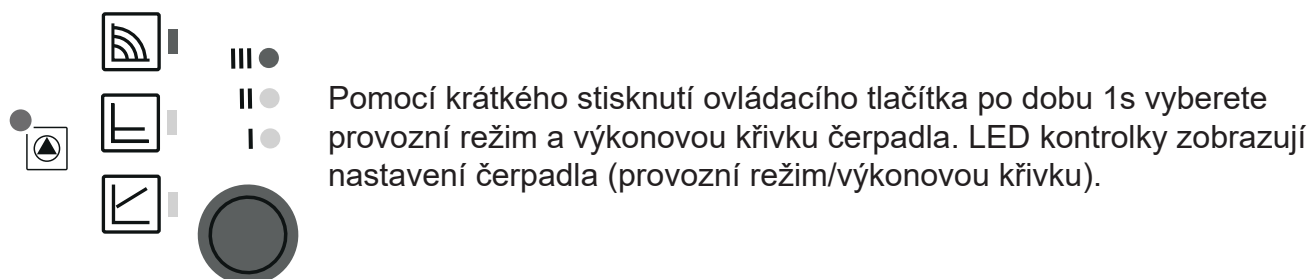 III
II
I
Pomocí krátkého stisknutí ovládacího tlačítka po dobu 1s vyberete
provozní režim a výkonovou křivku čerpadla. LED kontrolky zobrazují
nastavení čerpadla (provozní režim/výkonovou křivku).